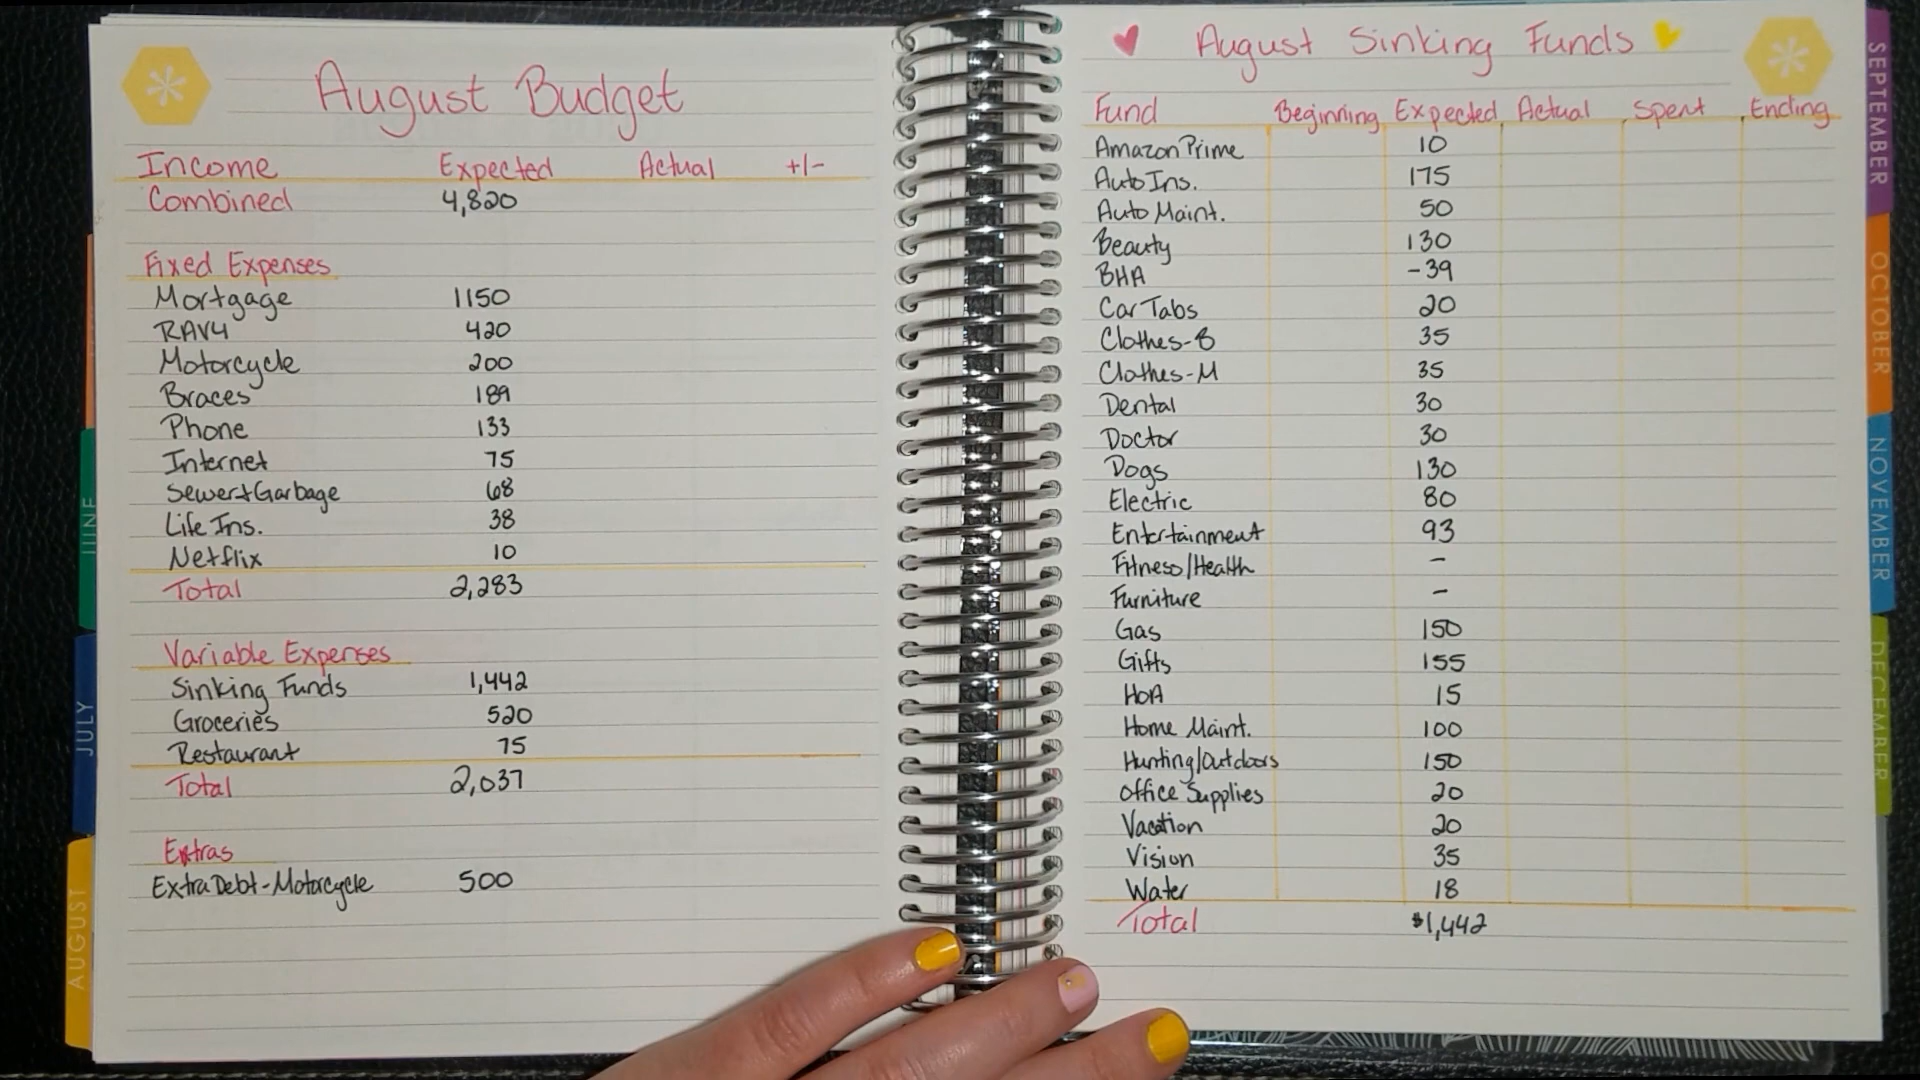 August Budget
Income Expected Actual +/-
Combined 4,820
Fixed Expenses
Mortgage 1150
RAV4 420
Motorcycle 200
Braces 189
Phone 133
Internet 75
Sewer+Garbage 68
Life Ins. 38
Netflix 10
Total 2,283
Variable Expenses
Sinking Funds 1,442
Groceries 520
Restaurant 75
Total 2,037
Extras
Extra Debt-Motorcycle 500
August Sinking Funds
Fund Beginning Expected Actual Spent Ending
Amazon Prime 10
Auto Ins. 175
Auto Maint. 50
Beauty 130
BHA -39
Car Tabs 20
Clothes-B 35
Clothes-M 35
Dental 30
Doctor 30
Dogs 130
Electric 80
Entertainment 93
Fitness/Health -
Furniture -
Gas 150
Gifts 155
HOA 15
Home Maint. 100
Hunting/Outdoors 150
Office Supplies 20
Vacation 20
Vision 35
Water 18
Total $1,442
JUNE
JULY
AUGUST
SEPTEMBER
OCTOBER
NOVEMBER
DECEMBER